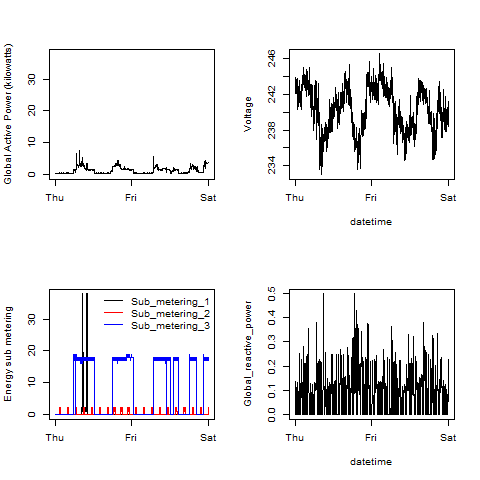 Global Active Power (kilowatts)
0 10 20 30
Thu Fri Sat
Voltage
234 238 242 246
Thu Fri Sat
datetime
Energy sub metering
0 10 20 30
Sub_metering_1
Sub_metering_2
Sub_metering_3
Thu Fri Sat
Global_reactive_power
0.0 0.1 0.2 0.3 0.4 0.5
Thu Fri Sat
datetime